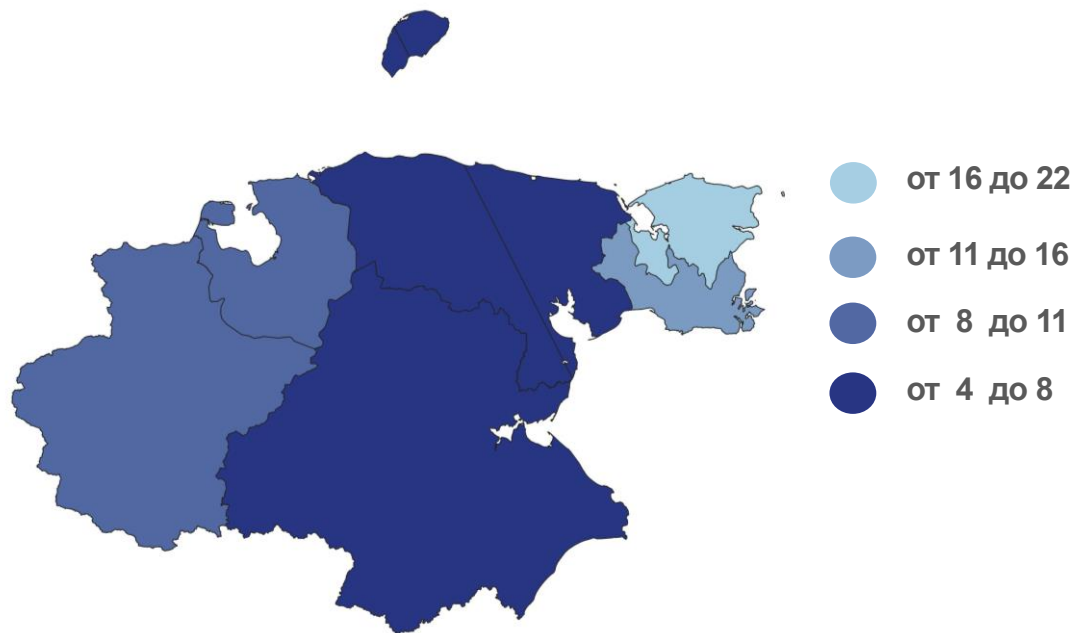 от 16 до 22
от 11 до 16
от 8 до 11
от 4 до 8